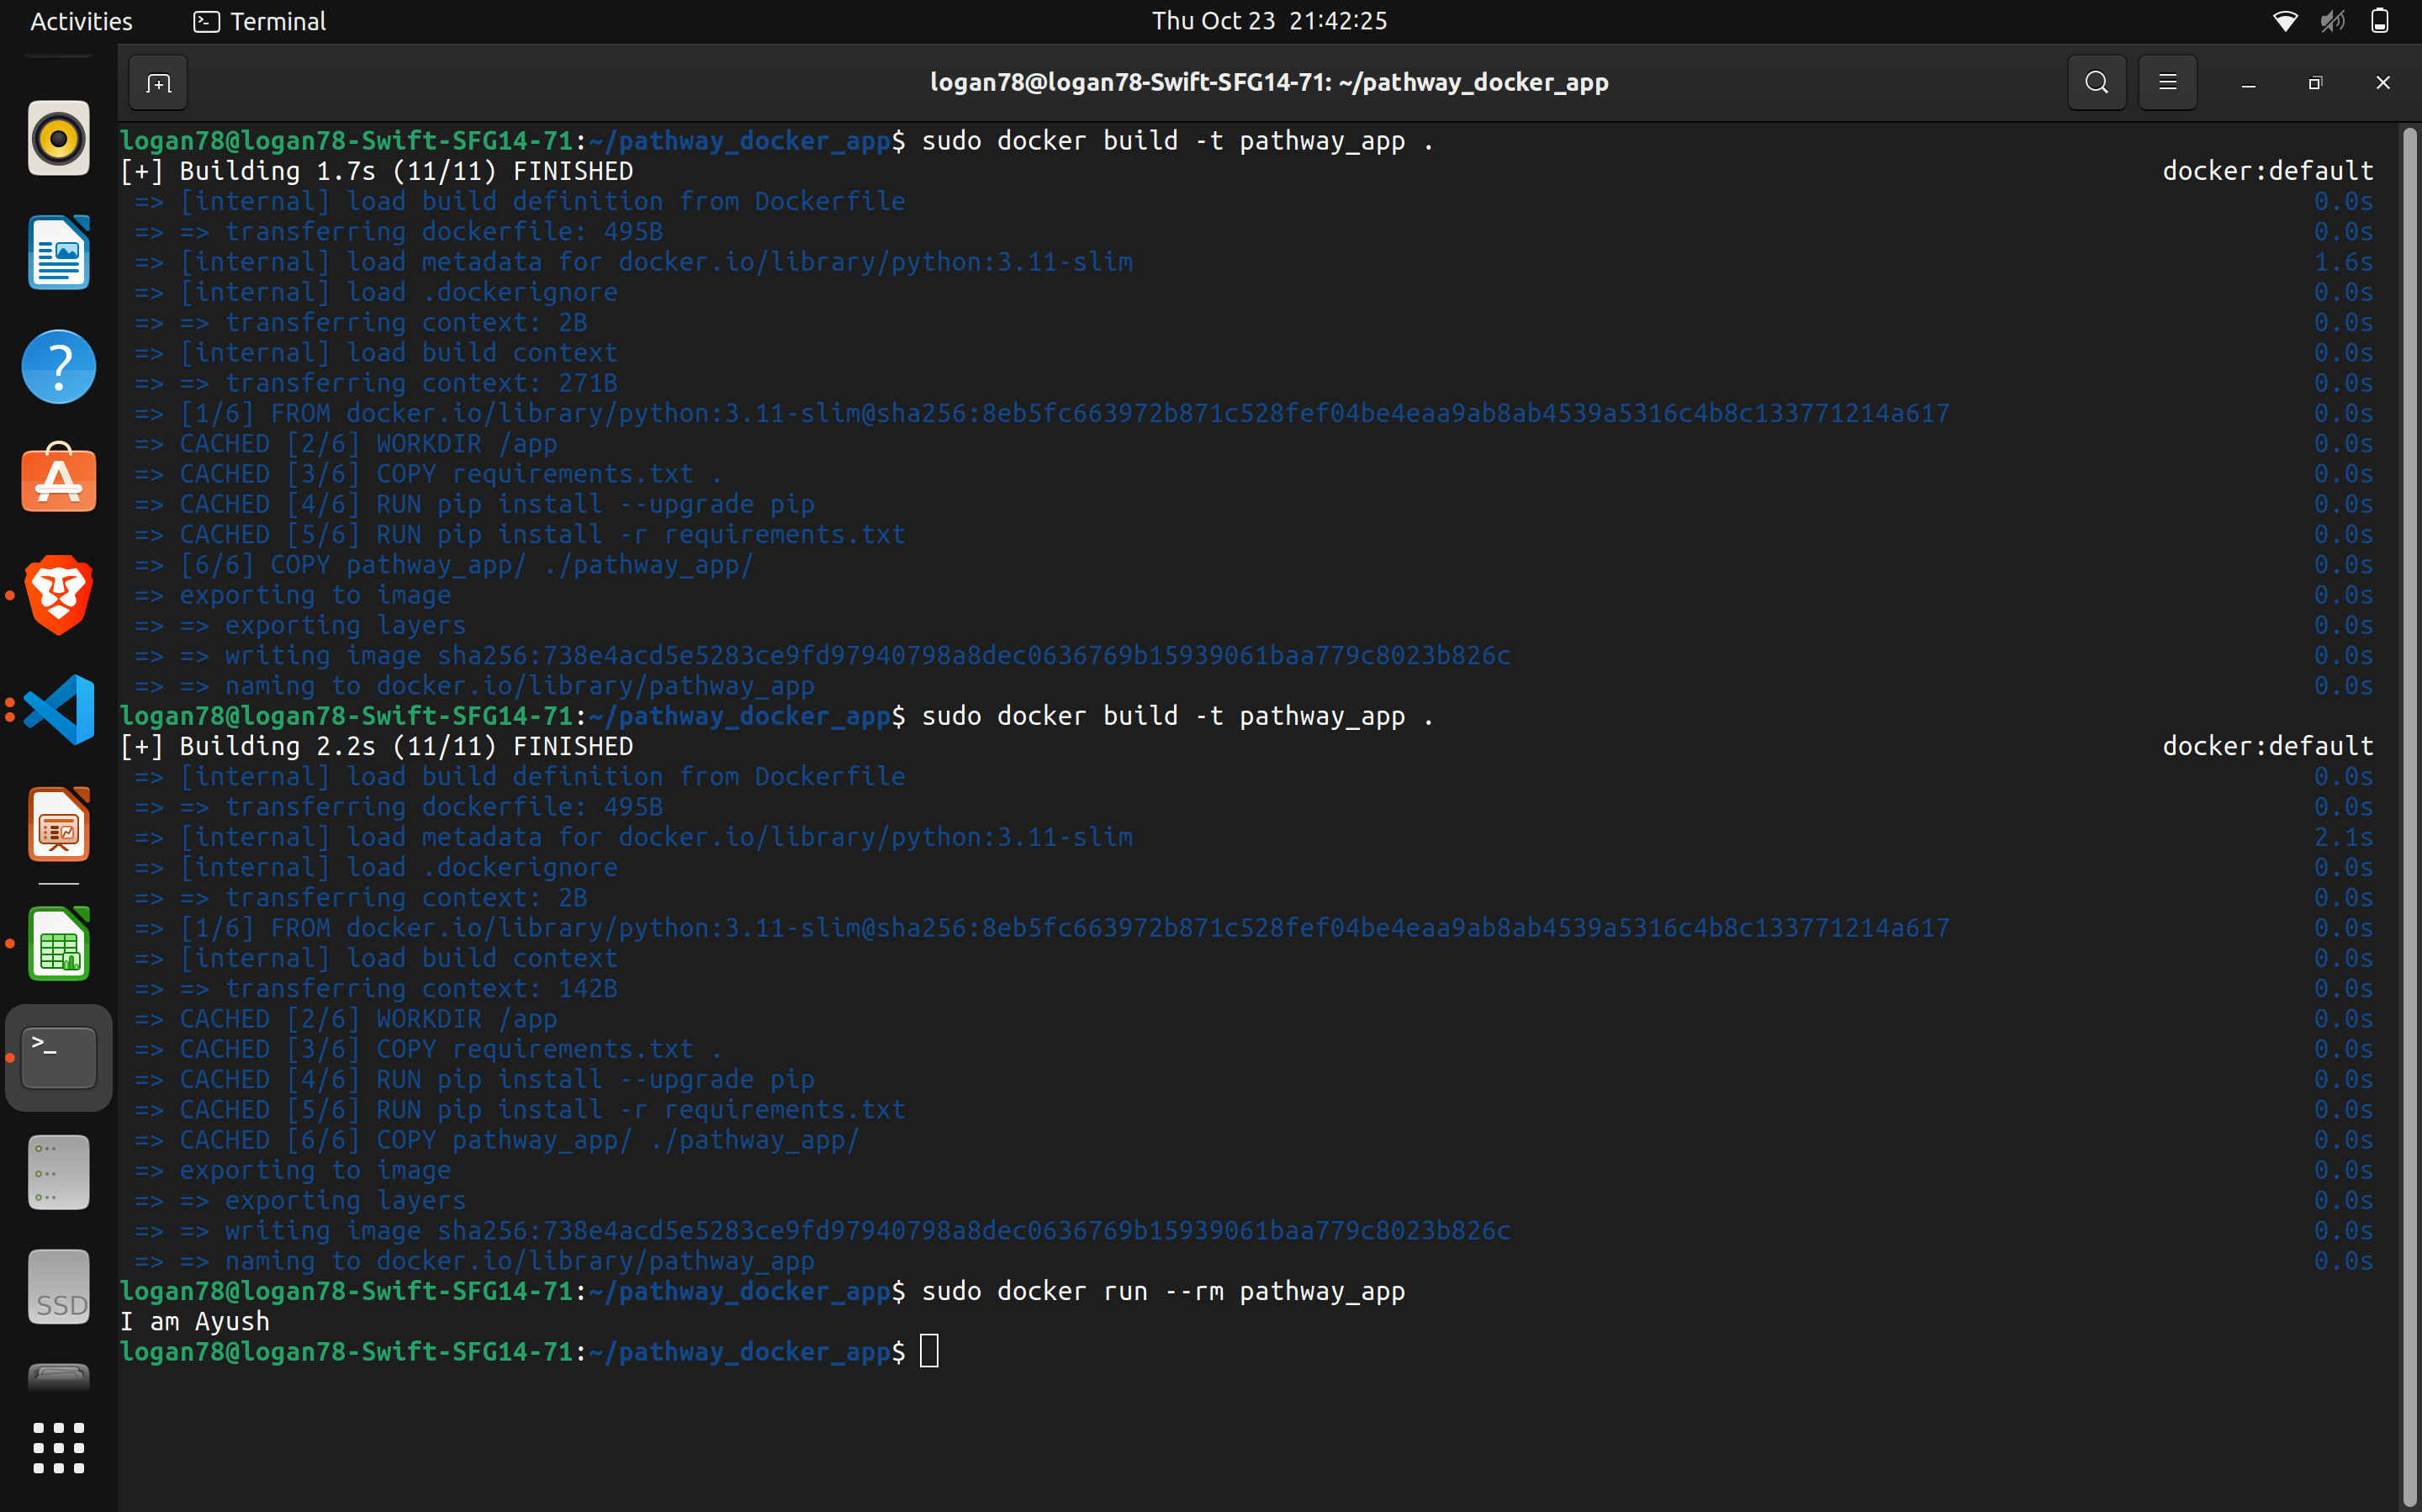 Activities Terminal Thu Oct 23 21:42:25
logan78@logan78-Swift-SFG14-71: ~/pathway_docker_app
logan78@logan78-Swift-SFG14-71:~/pathway_docker_app$ sudo docker build -t pathway_app .
[+] Building 1.7s (11/11) FINISHED docker:default
=> [internal] load build definition from Dockerfile 0.0s
=> => transferring dockerfile: 495B 0.0s
=> [internal] load metadata for docker.io/library/python:3.11-slim 1.6s
=> [internal] load .dockerignore 0.0s
=> => transferring context: 2B 0.0s
=> [internal] load build context 0.0s
=> => transferring context: 271B 0.0s
=> [1/6] FROM docker.io/library/python:3.11-slim@sha256:8eb5fc663972b871c528fef04be4eaa9ab8ab4539a5316c4b8c133771214a617 0.0s
=> CACHED [2/6] WORKDIR /app 0.0s
=> CACHED [3/6] COPY requirements.txt . 0.0s
=> CACHED [4/6] RUN pip install --upgrade pip 0.0s
=> CACHED [5/6] RUN pip install -r requirements.txt 0.0s
=> [6/6] COPY pathway_app/ ./pathway_app/ 0.0s
=> exporting to image 0.0s
=> => exporting layers 0.0s
=> => writing image sha256:738e4acd5e5283ce9fd97940798a8dec0636769b15939061baa779c8023b826c 0.0s
=> => naming to docker.io/library/pathway_app 0.0s
logan78@logan78-Swift-SFG14-71:~/pathway_docker_app$ sudo docker build -t pathway_app .
[+] Building 2.2s (11/11) FINISHED docker:default
=> [internal] load build definition from Dockerfile 0.0s
=> => transferring dockerfile: 495B 0.0s
=> [internal] load metadata for docker.io/library/python:3.11-slim 2.1s
=> [internal] load .dockerignore 0.0s
=> => transferring context: 2B 0.0s
=> [1/6] FROM docker.io/library/python:3.11-slim@sha256:8eb5fc663972b871c528fef04be4eaa9ab8ab4539a5316c4b8c133771214a617 0.0s
=> [internal] load build context 0.0s
=> => transferring context: 142B 0.0s
=> CACHED [2/6] WORKDIR /app 0.0s
=> CACHED [3/6] COPY requirements.txt . 0.0s
=> CACHED [4/6] RUN pip install --upgrade pip 0.0s
=> CACHED [5/6] RUN pip install -r requirements.txt 0.0s
=> CACHED [6/6] COPY pathway_app/ ./pathway_app/ 0.0s
=> exporting to image 0.0s
=> => exporting layers 0.0s
=> => writing image sha256:738e4acd5e5283ce9fd97940798a8dec0636769b15939061baa779c8023b826c 0.0s
=> => naming to docker.io/library/pathway_app 0.0s
logan78@logan78-Swift-SFG14-71:~/pathway_docker_app$ sudo docker run --rm pathway_app
I am Ayush
logan78@logan78-Swift-SFG14-71:~/pathway_docker_app$
SSD